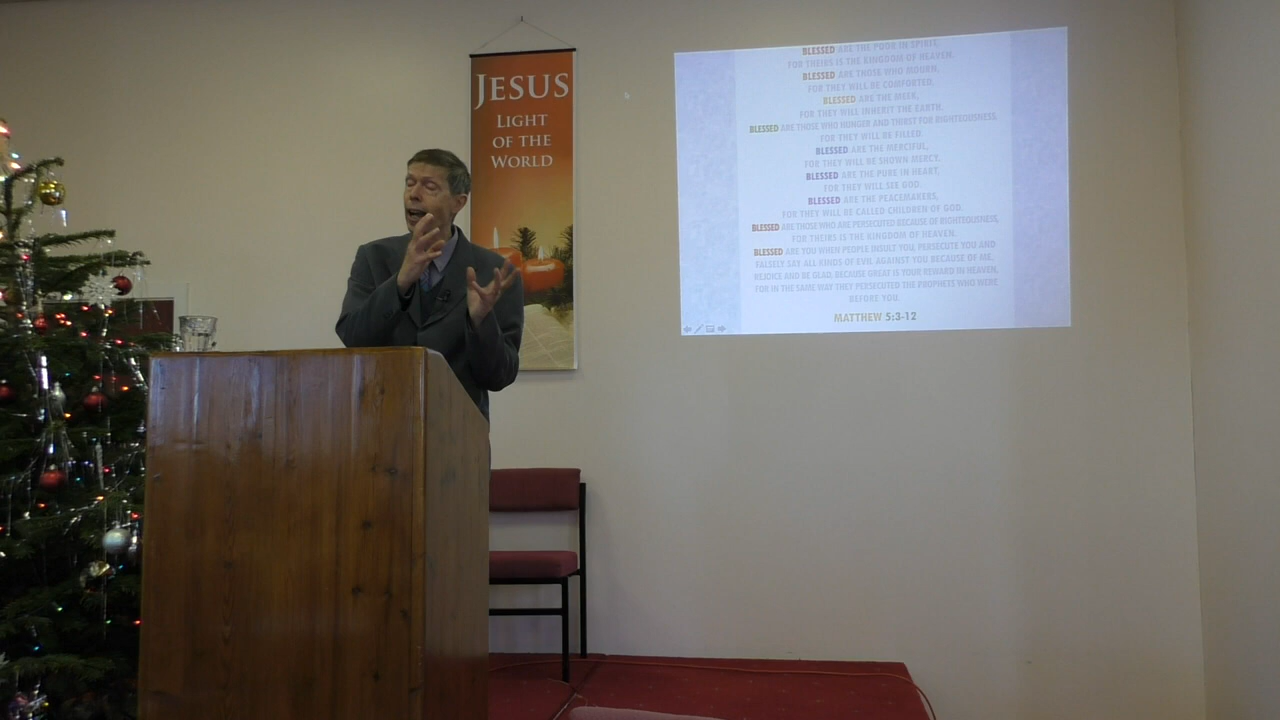 JESUS
LIGHT
OF THE
WORLD
BLESSED ARE THE POOR IN SPIRIT,
FOR THEIRS IS THE KINGDOM OF HEAVEN.
BLESSED ARE THOSE WHO MOURN,
FOR THEY WILL BE COMFORTED.
BLESSED ARE THE MEEK,
FOR THEY WILL INHERIT THE EARTH.
BLESSED ARE THOSE WHO HUNGER AND THIRST FOR RIGHTEOUSNESS,
FOR THEY WILL BE FILLED.
BLESSED ARE THE MERCIFUL,
FOR THEY WILL BE SHOWN MERCY.
BLESSED ARE THE PURE IN HEART,
FOR THEY WILL SEE GOD.
BLESSED ARE THE PEACEMAKERS,
FOR THEY WILL BE CALLED CHILDREN OF GOD.
BLESSED ARE THOSE WHO ARE PERSECUTED BECAUSE OF RIGHTEOUSNESS,
FOR THEIRS IS THE KINGDOM OF HEAVEN.
BLESSED ARE YOU WHEN PEOPLE INSULT YOU, PERSECUTE YOU AND
FALSELY SAY ALL KINDS OF EVIL AGAINST YOU BECAUSE OF ME.
REJOICE AND BE GLAD, BECAUSE GREAT IS YOUR REWARD IN HEAVEN,
FOR IN THE SAME WAY THEY PERSECUTED THE PROPHETS WHO WERE
BEFORE YOU.
MATTHEW 5:3-12